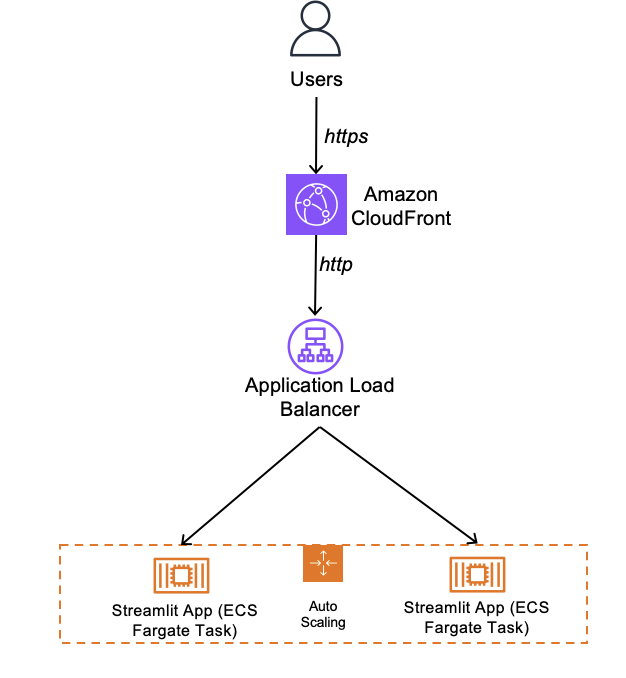 Users
https
Amazon
CloudFront
http
Application Load
Balancer
Streamlit App (ECS
Fargate Task)
Auto
Scaling
Streamlit App (ECS
Fargate Task)